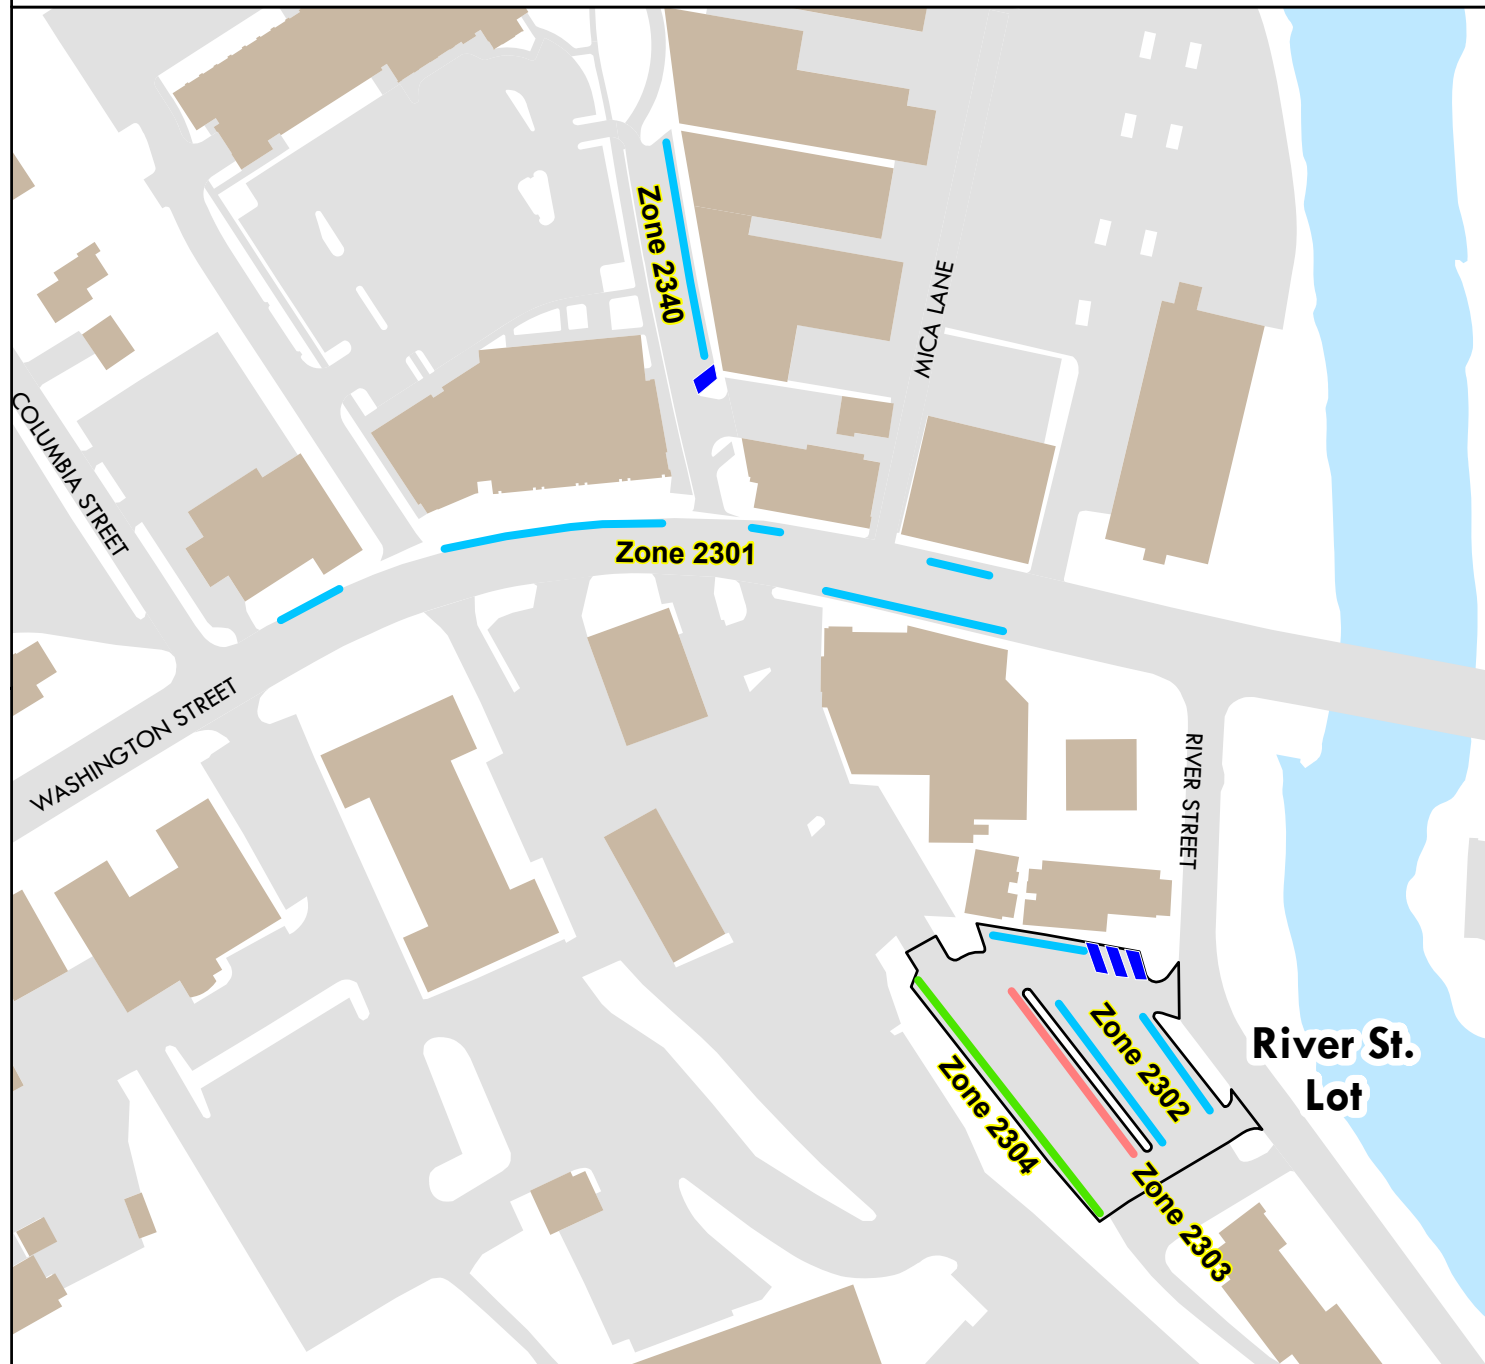 Zone 2340
MICA LANE
COLUMBIA STREET
Zone 2301
WASHINGTON STREET
RIVER STREET
Zone 2302
River St.
Lot
Zone 2304
Zone 2303